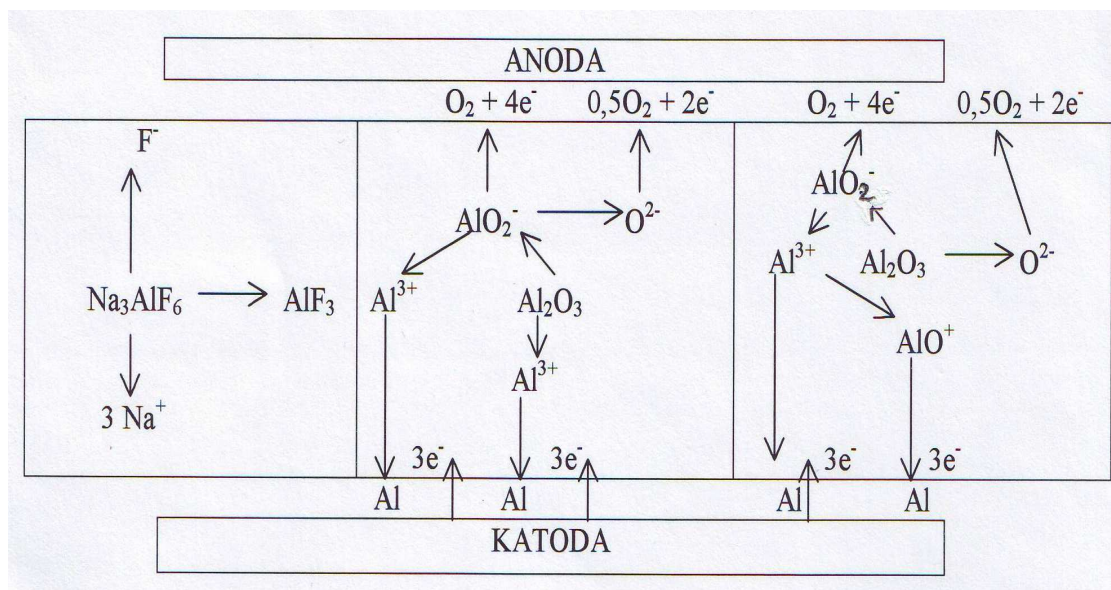 ANODA
O₂ + 4e⁻ 0,5O₂ + 2e⁻ O₂ + 4e⁻ 0,5O₂ + 2e⁻
F⁻
AlO₂⁻
AlO₂⁻ O²⁻
Al³⁺ Al₂O₃ O²⁻
Na₃AlF₆ AlF₃ Al³⁺ Al₂O₃
AlO⁺
Al³⁺
3 Na⁺
3e⁻ 3e⁻ 3e⁻ 3e⁻
Al Al Al Al
KATODA